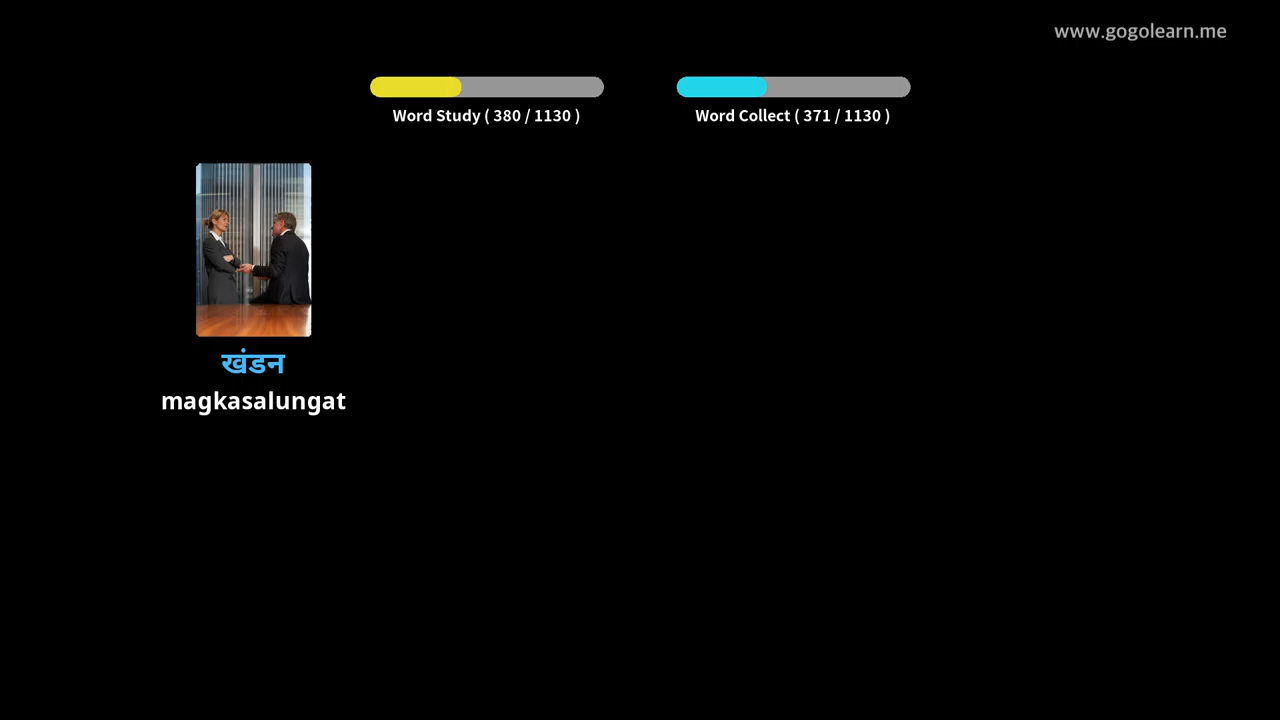 www.gogolearn.me
Word Study ( 380 / 1130 )
Word Collect ( 371 / 1130 )
खंडन
magkasalungat